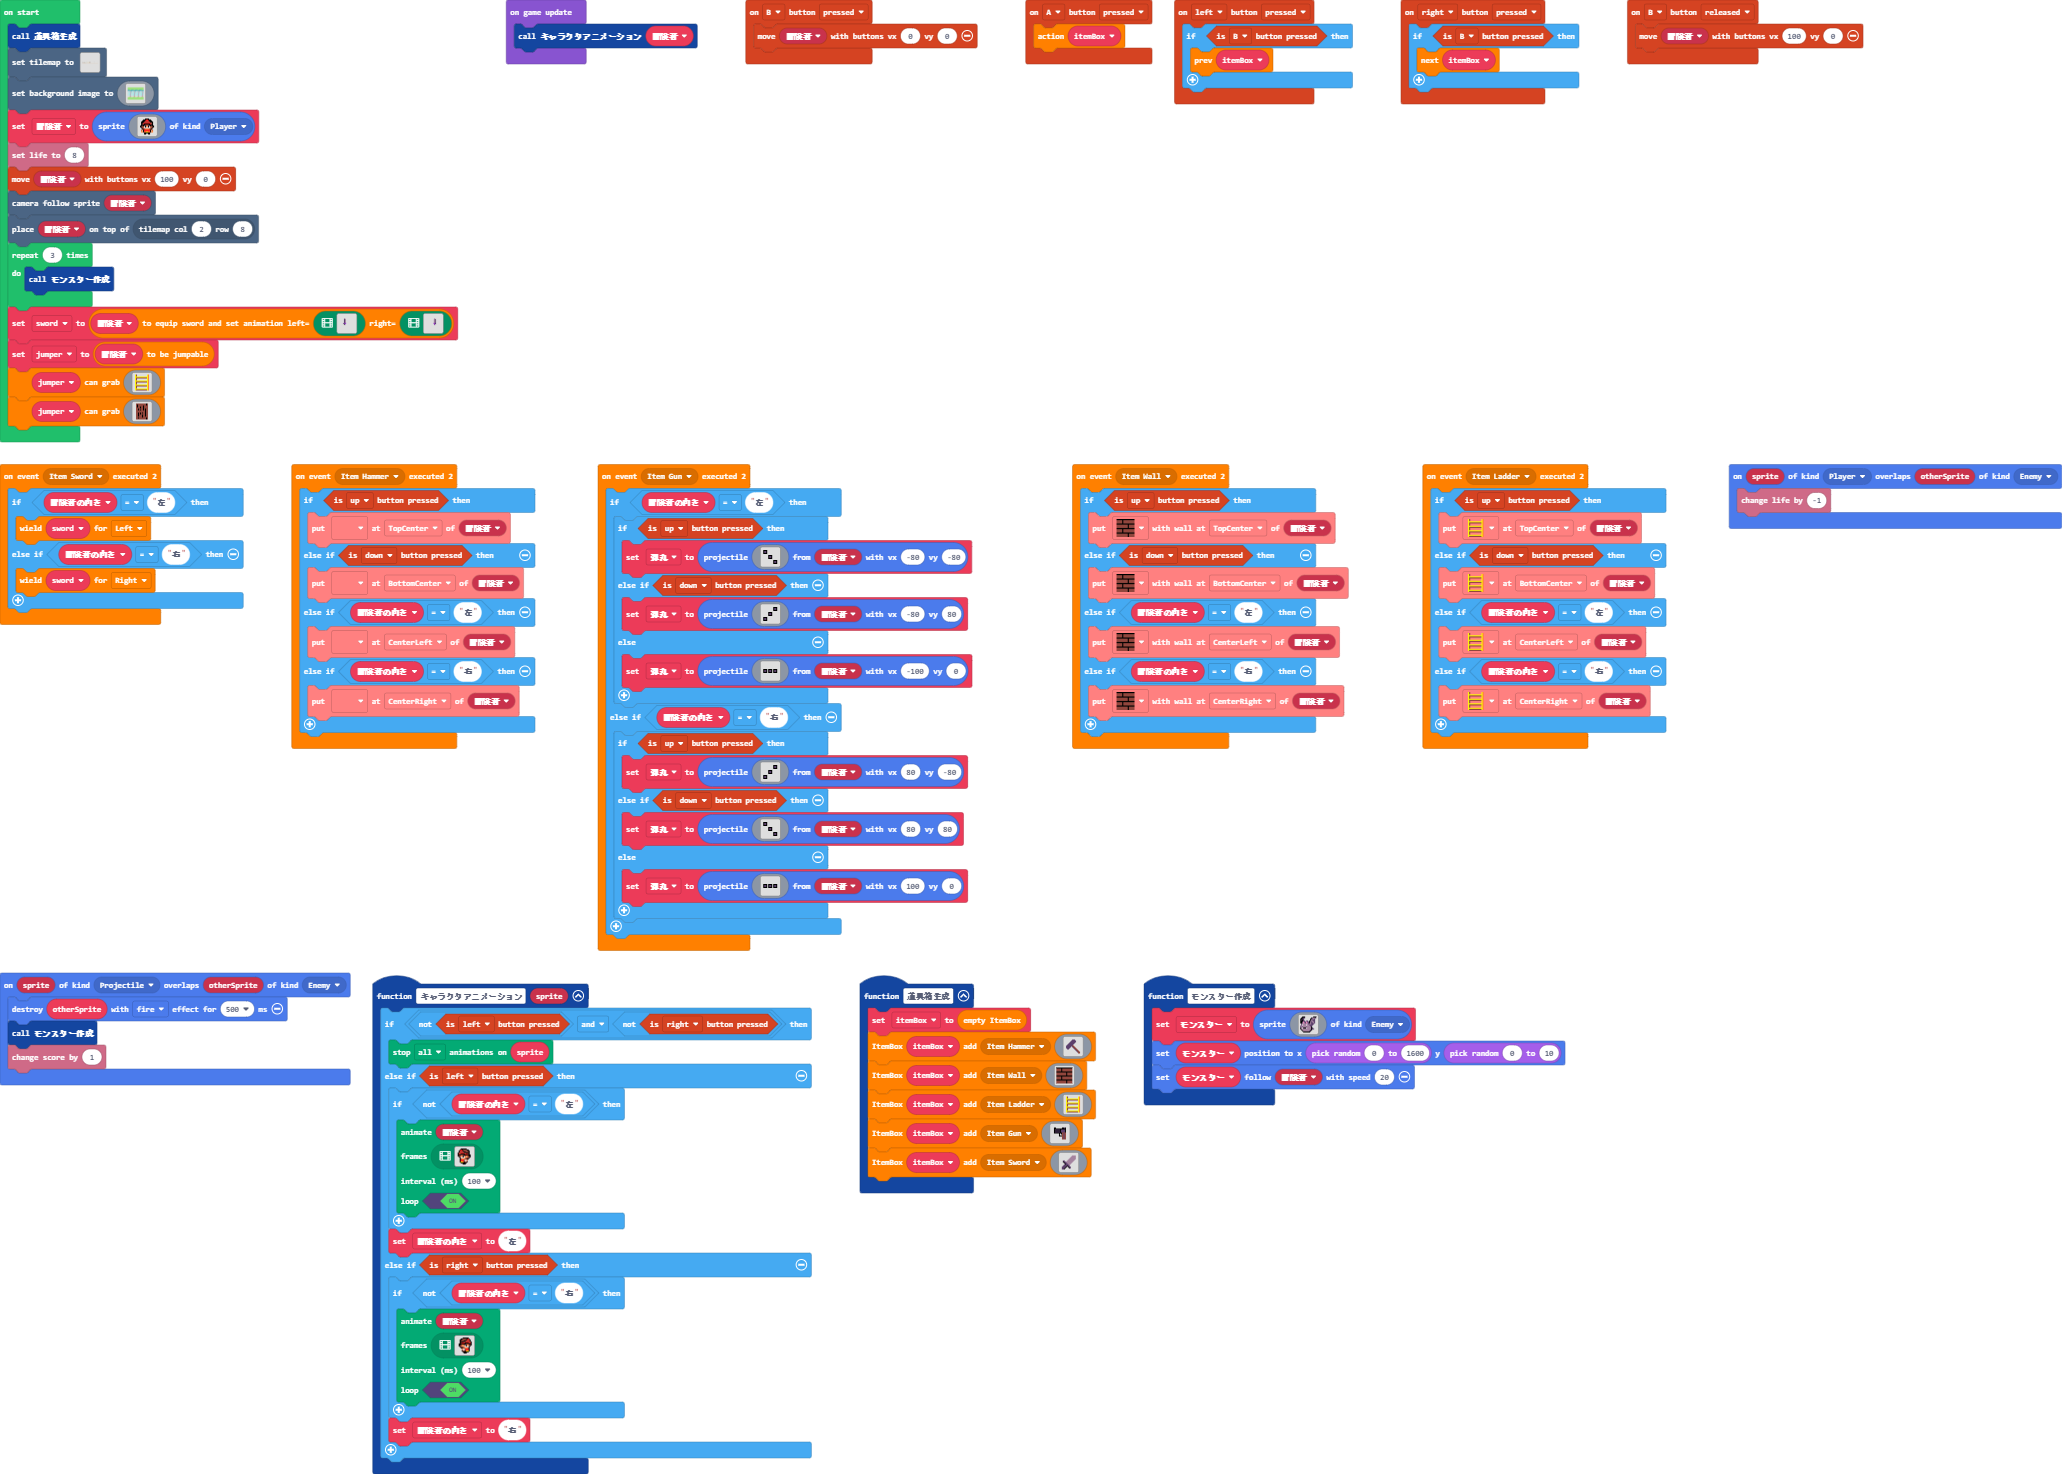 on start
call 道具箱生成
set tilemap to
set background image to
set 冒険者 to sprite of kind Player
set life to 8
move 冒険者 with buttons vx 100 vy 0
camera follow sprite 冒険者
place 冒険者 on top of tilemap col 2 row 8
repeat 3 times
do
call モンスター作成
set sword to 冒険者 to equip sword and set animation left= right=
set jumper to 冒険者 to be jumpable
jumper can grab
jumper can grab
on game update
call キャラクタアニメーション 冒険者
on B button pressed
move 冒険者 with buttons vx 0 vy 0
on A button pressed
action itemBox
on left button pressed
if is B button pressed then
prev itemBox
on right button pressed
if is B button pressed then
next itemBox
on B button released
move 冒険者 with buttons vx 100 vy 0
on event Item Sword executed 2
if 冒険者の向き = "左" then
wield sword for Left
else if 冒険者の向き = "右" then
wield sword for Right
on event Item Hammer executed 2
if is up button pressed then
put at TopCenter of 冒険者
else if is down button pressed then
put at BottomCenter of 冒険者
else if 冒険者の向き = "左" then
put at CenterLeft of 冒険者
else if 冒険者の向き = "右" then
put at CenterRight of 冒険者
on event Item Gun executed 2
if 冒険者の向き = "左" then
if is up button pressed then
set 弾丸 to projectile from 冒険者 with vx -80 vy -80
else if is down button pressed then
set 弾丸 to projectile from 冒険者 with vx -80 vy 80
else
set 弾丸 to projectile from 冒険者 with vx -100 vy 0
else if 冒険者の向き = "右" then
if is up button pressed then
set 弾丸 to projectile from 冒険者 with vx 80 vy -80
else if is down button pressed then
set 弾丸 to projectile from 冒険者 with vx 80 vy 80
else
set 弾丸 to projectile from 冒険者 with vx 100 vy 0
on event Item Wall executed 2
if is up button pressed then
put with wall at TopCenter of 冒険者
else if is down button pressed then
put with wall at BottomCenter of 冒険者
else if 冒険者の向き = "左" then
put with wall at CenterLeft of 冒険者
else if 冒険者の向き = "右" then
put with wall at CenterRight of 冒険者
on event Item Ladder executed 2
if is up button pressed then
put at TopCenter of 冒険者
else if is down button pressed then
put at BottomCenter of 冒険者
else if 冒険者の向き = "左" then
put at CenterLeft of 冒険者
else if 冒険者の向き = "右" then
put at CenterRight of 冒険者
on sprite of kind Player overlaps otherSprite of kind Enemy
change life by -1
on sprite of kind Projectile overlaps otherSprite of kind Enemy
destroy otherSprite with fire effect for 500 ms
call モンスター作成
change score by 1
function キャラクタアニメーション sprite
if not is left button pressed and not is right button pressed then
stop all animations on sprite
else if is left button pressed then
if not 冒険者の向き = "左" then
animate 冒険者
frames
interval (ms) 100
loop ON
set 冒険者の向き to "左"
else if is right button pressed then
if not 冒険者の向き = "右" then
animate 冒険者
frames
interval (ms) 100
loop ON
set 冒険者の向き to "右"
function 道具箱生成
set itemBox to empty ItemBox
ItemBox itemBox add Item Hammer
ItemBox itemBox add Item Wall
ItemBox itemBox add Item Ladder
ItemBox itemBox add Item Gun
ItemBox itemBox add Item Sword
function モンスター作成
set モンスター to sprite of kind Enemy
set モンスター position to x pick random 0 to 1600 y pick random 0 to 10
set モンスター follow 冒険者 with speed 20